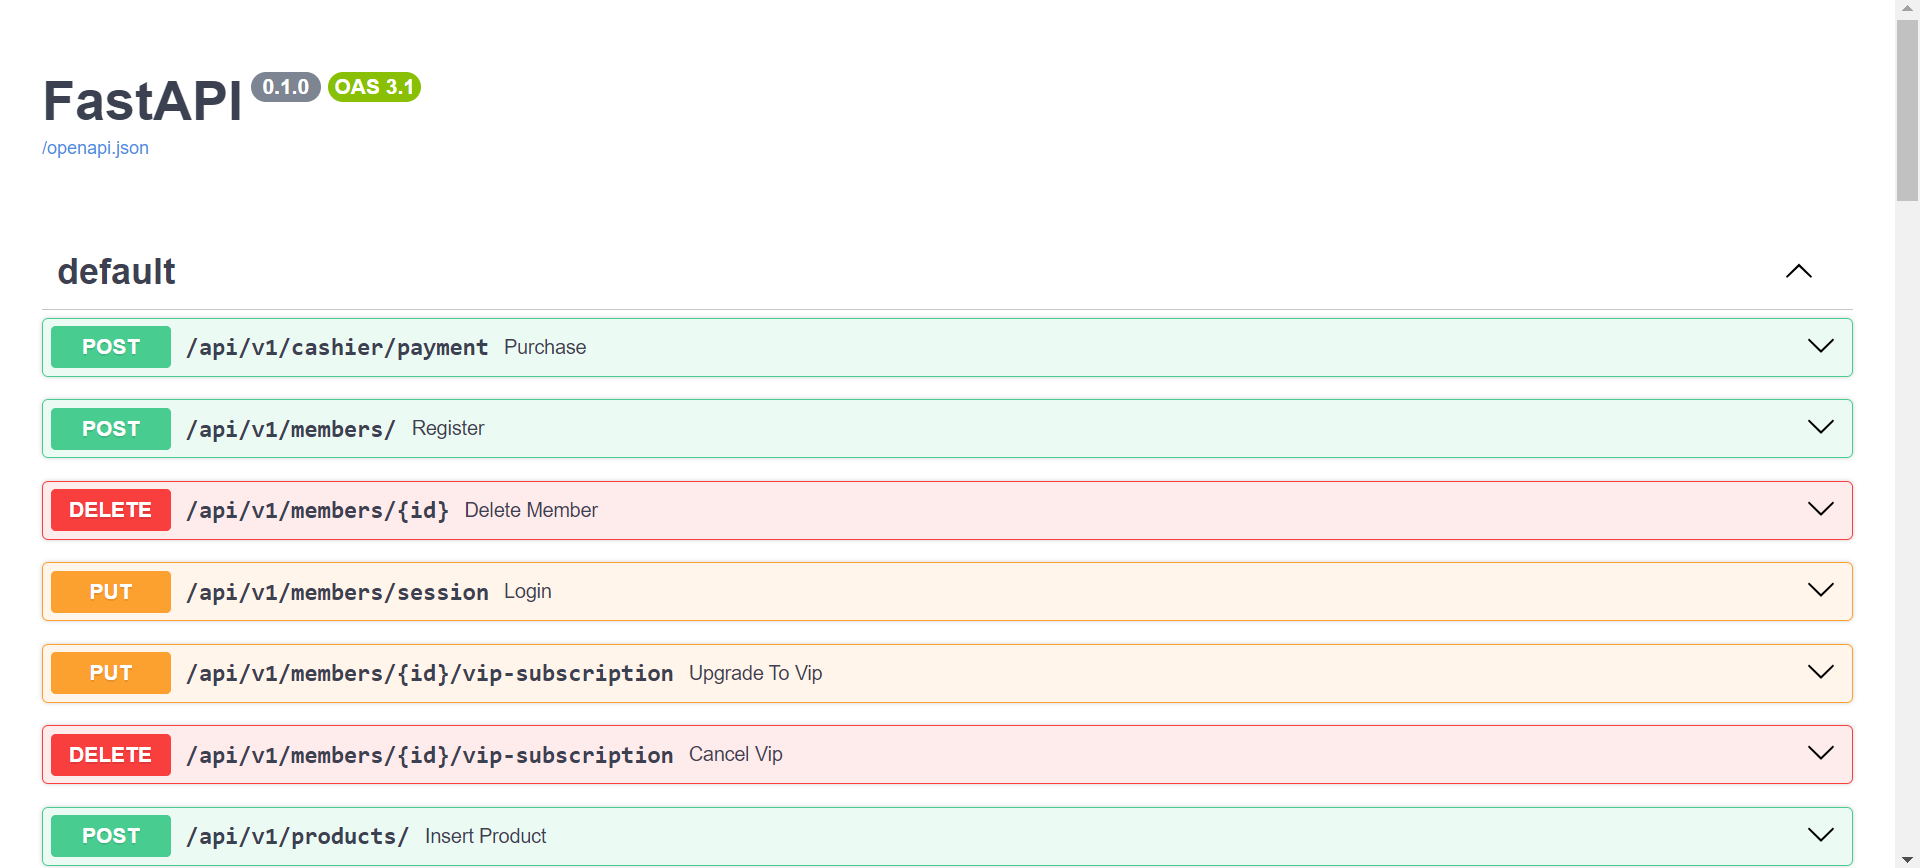 FastAPI 0.1.0 OAS 3.1
/openapi.json
default
POST /api/v1/cashier/payment Purchase
POST /api/v1/members/ Register
DELETE /api/v1/members/{id} Delete Member
PUT /api/v1/members/session Login
PUT /api/v1/members/{id}/vip-subscription Upgrade To Vip
DELETE /api/v1/members/{id}/vip-subscription Cancel Vip
POST /api/v1/products/ Insert Product